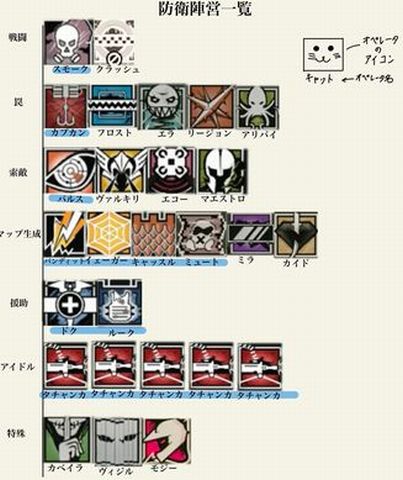 防衛陣営一覧
オペレータの
アイコン
キャット ←オペレータ名
戦闘
スモーク クラッシュ
罠
カプカン フロスト エラ リージョン アリバイ
索敵
パルス ヴァルキリ エコー マエストロ
マップ生成
バンディット イェーガー キャッスル ミュート ミラ カイド
援助
ドク ルーク
アイドル
タチャンカ タチャンカ タチャンカ タチャンカ タチャンカ
特殊
カベイラ ヴィジル モジー